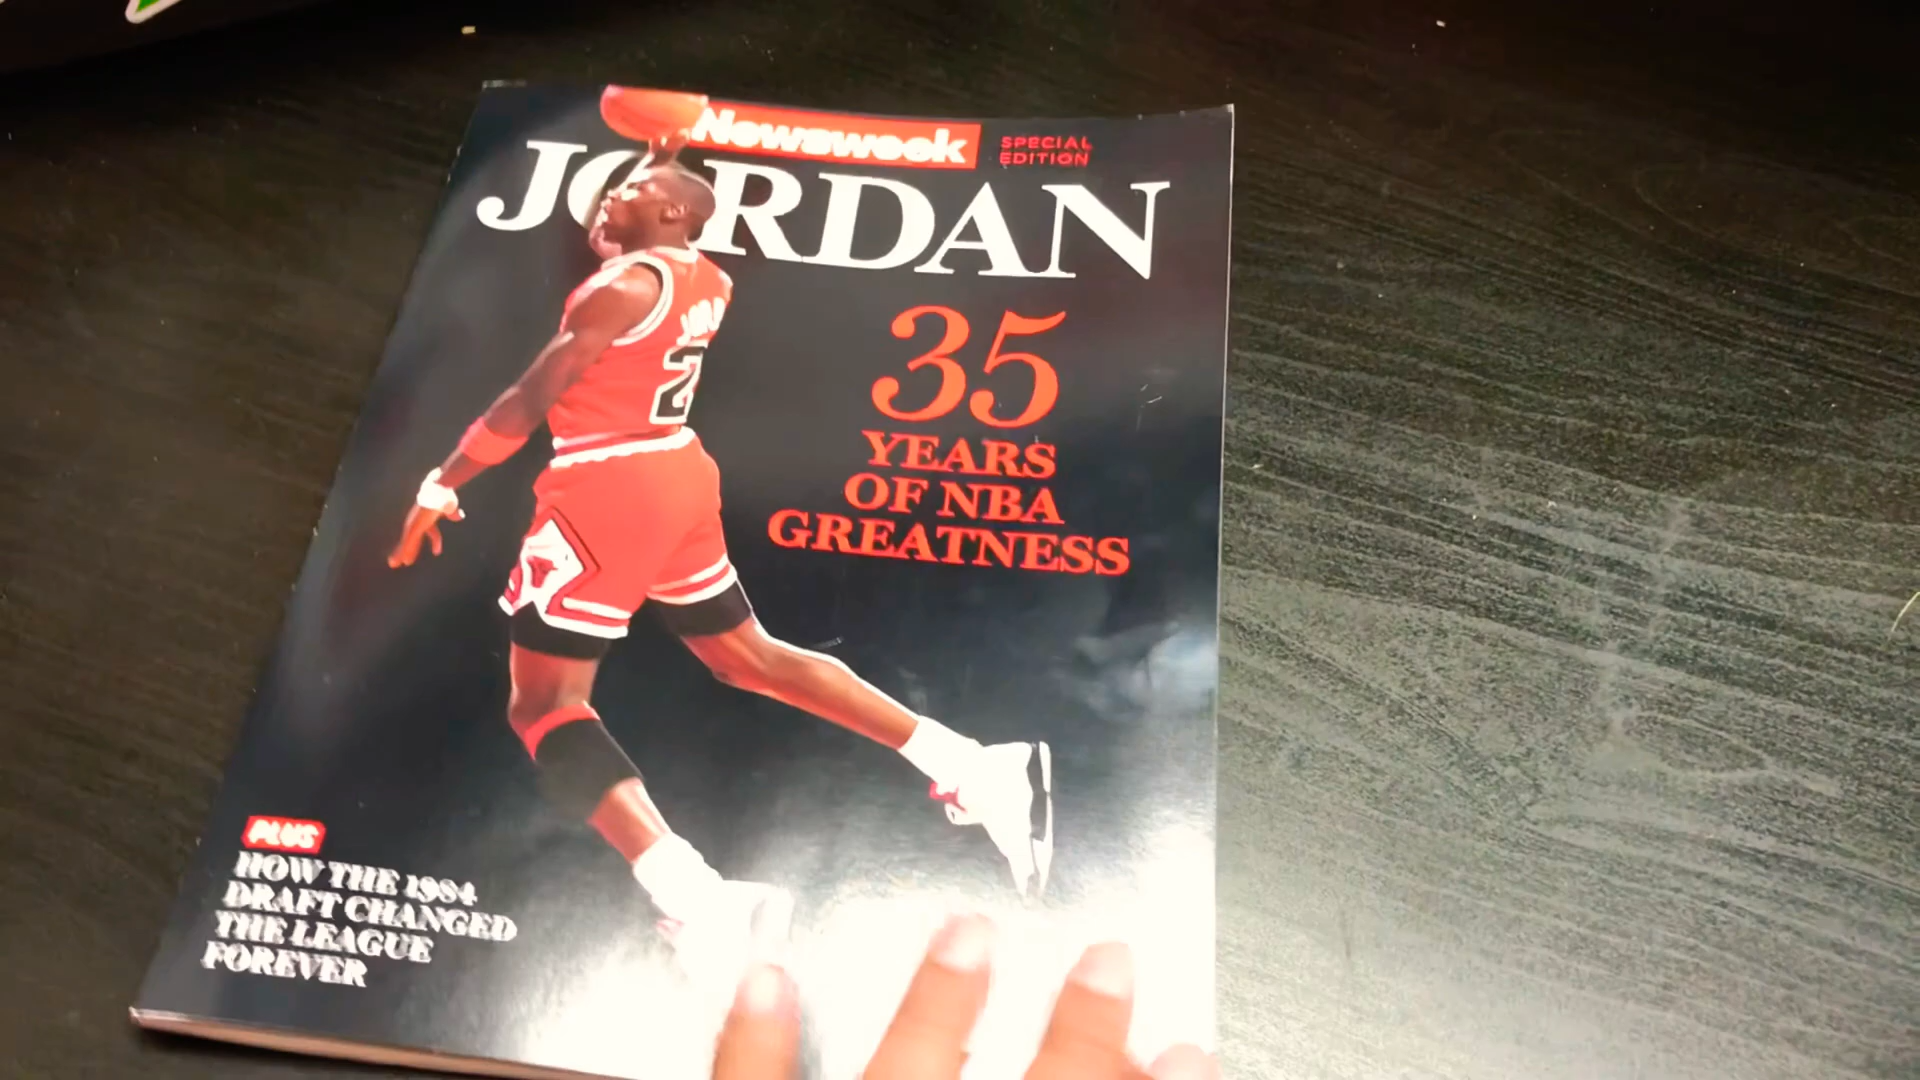 Newsweek
SPECIAL
EDITION
JORDAN
35
YEARS
OF NBA
GREATNESS
PLUS
HOW THE 1984
DRAFT CHANGED
THE LEAGUE
FOREVER